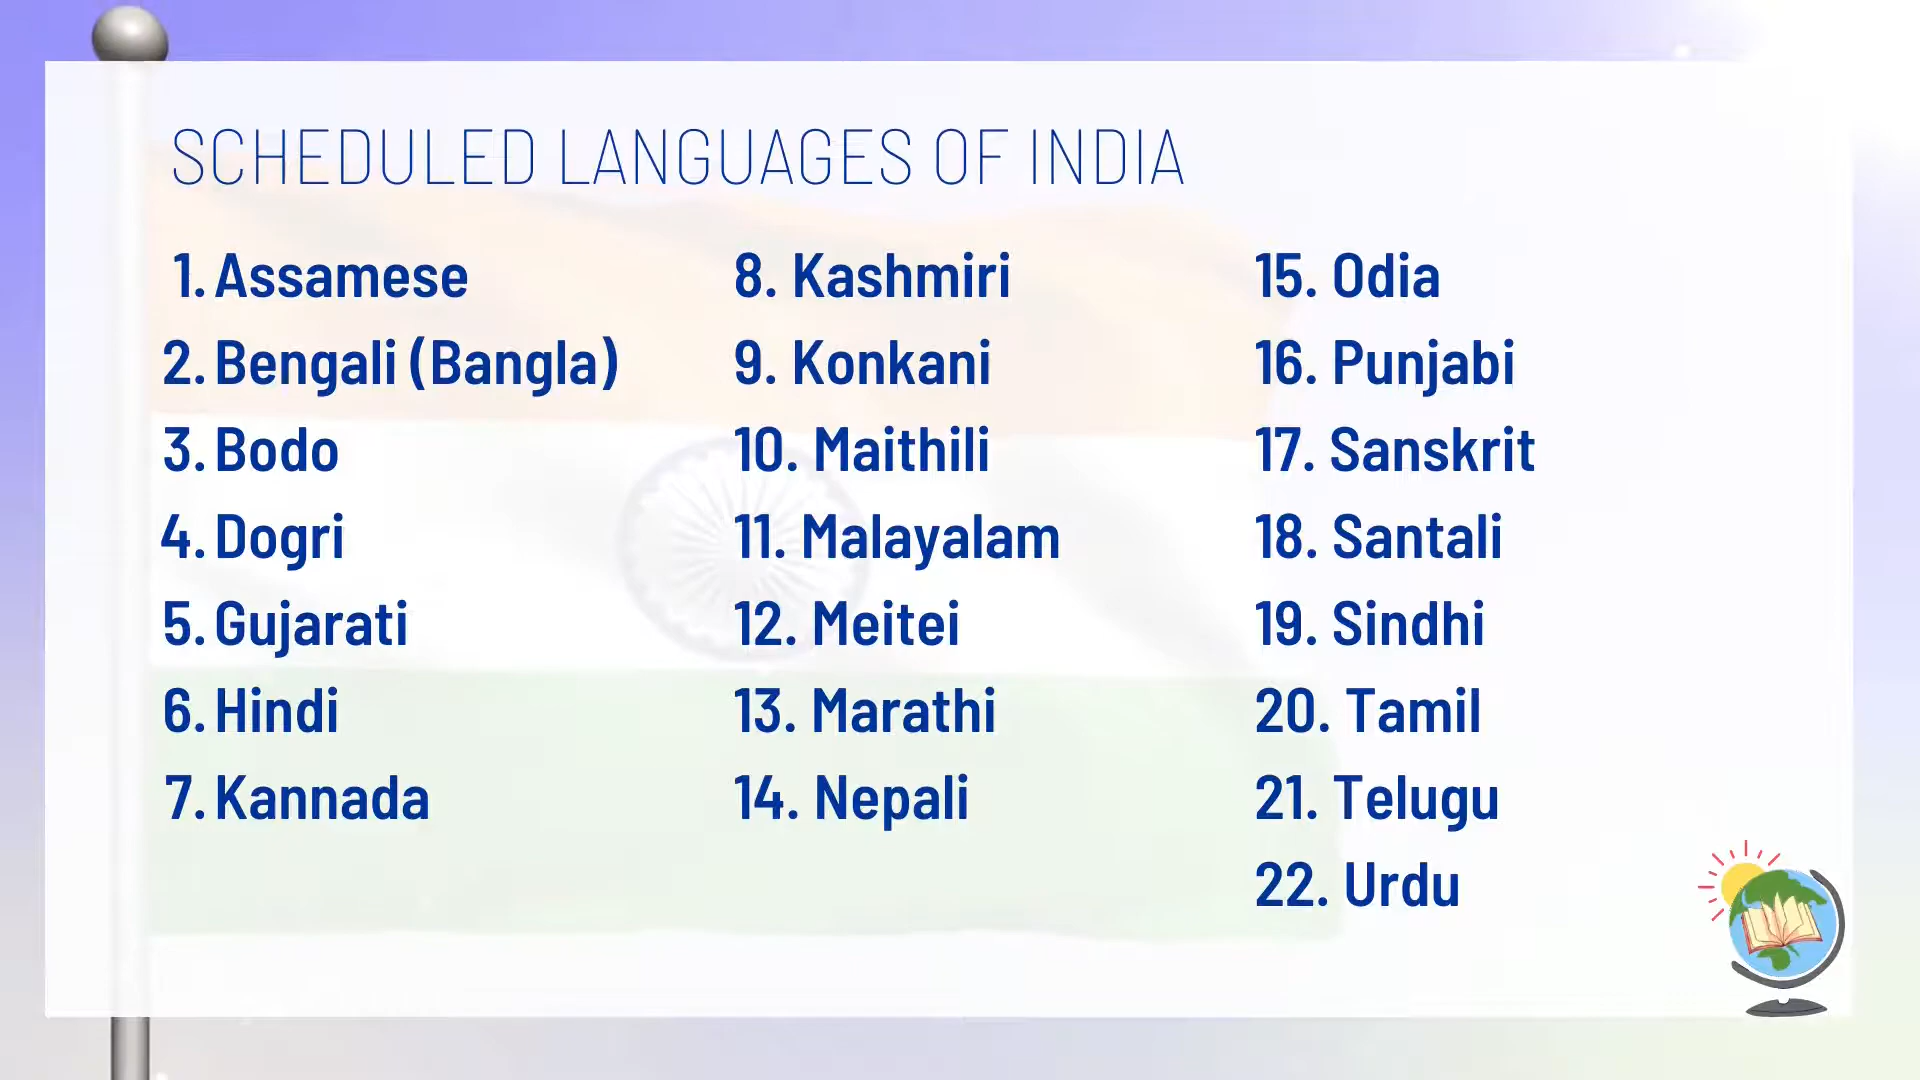 SCHEDULED LANGUAGES OF INDIA
1. Assamese
2. Bengali (Bangla)
3. Bodo
4. Dogri
5. Gujarati
6. Hindi
7. Kannada
8. Kashmiri
9. Konkani
10. Maithili
11. Malayalam
12. Meitei
13. Marathi
14. Nepali
15. Odia
16. Punjabi
17. Sanskrit
18. Santali
19. Sindhi
20. Tamil
21. Telugu
22. Urdu